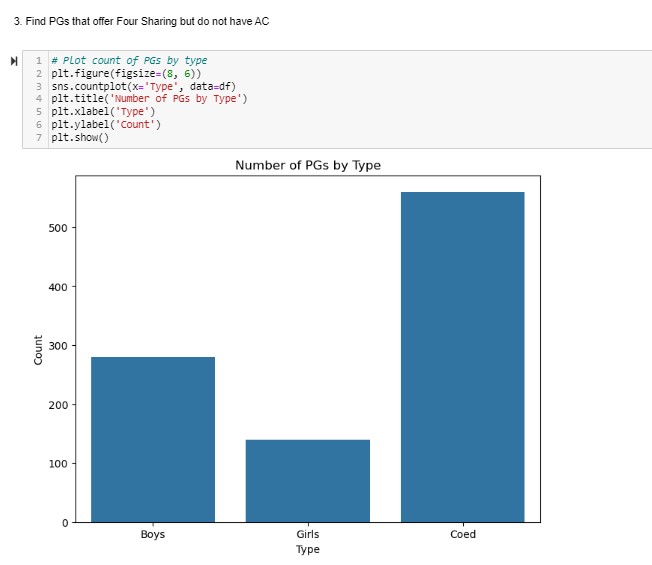 3. Find PGs that offer Four Sharing but do not have AC
1 # Plot count of PGs by type
2 plt.figure(figsize=(8, 6))
3 sns.countplot(x='Type', data=df)
4 plt.title('Number of PGs by Type')
5 plt.xlabel('Type')
6 plt.ylabel('Count')
7 plt.show()
Number of PGs by Type
500
400
300
200
100
0
Count
Boys Girls Coed
Type